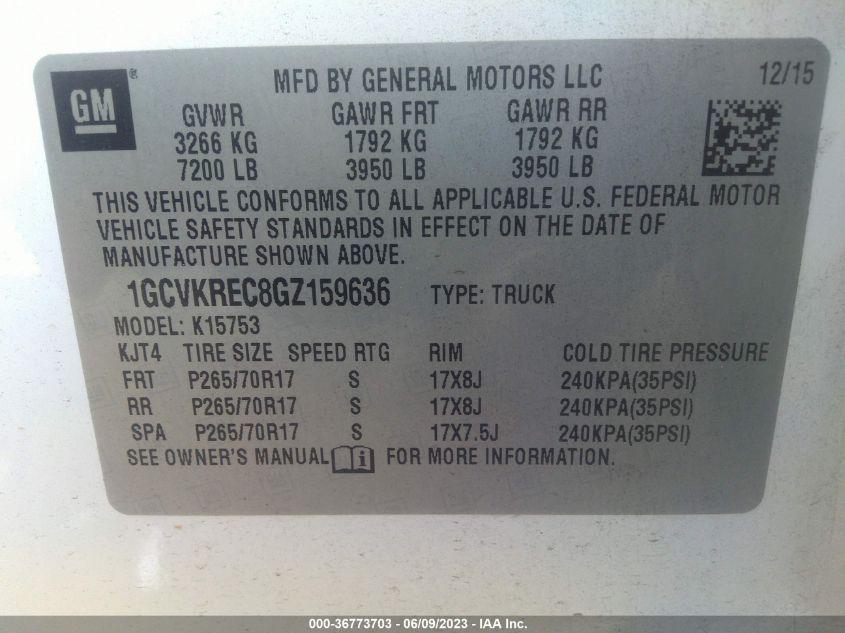 GM ® MFD BY GENERAL MOTORS LLC 12/15
GVWR GAWR FRT GAWR RR
3266 KG 1792 KG 1792 KG
7200 LB 3950 LB 3950 LB
THIS VEHICLE CONFORMS TO ALL APPLICABLE U.S. FEDERAL MOTOR
VEHICLE SAFETY STANDARDS IN EFFECT ON THE DATE OF
MANUFACTURE SHOWN ABOVE.
1GCVKREC8GZ159636 TYPE: TRUCK
MODEL: K15753
KJT4 TIRE SIZE SPEED RTG RIM COLD TIRE PRESSURE
FRT P265/70R17 S 17X8J 240KPA(35PSI)
RR P265/70R17 S 17X8J 240KPA(35PSI)
SPA P265/70R17 S 17X7.5J 240KPA(35PSI)
SEE OWNER'S MANUAL i FOR MORE INFORMATION.
000-36773703 - 06/09/2023 - IAA Inc.